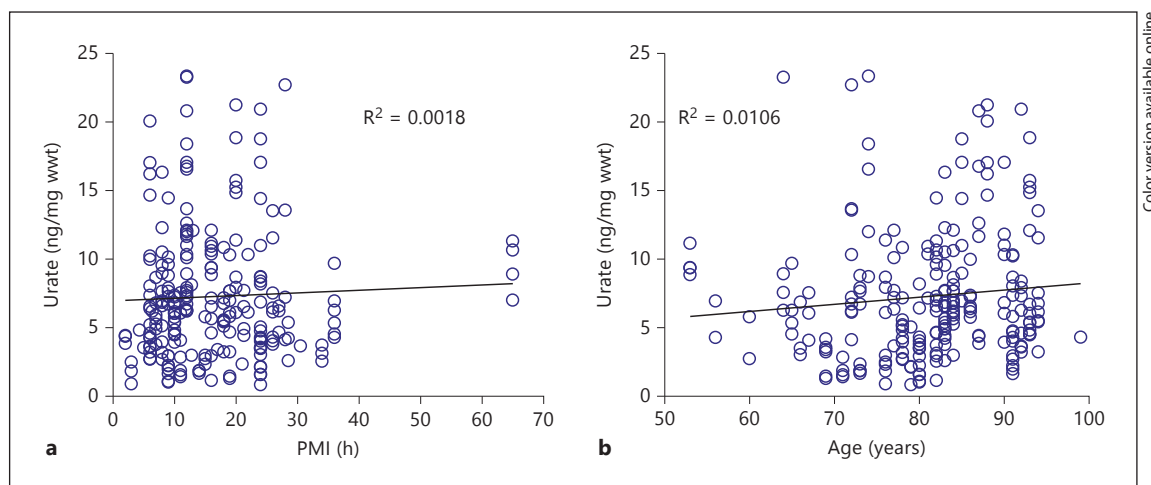 25
20
15
10
5
0
Urate (ng/mg wwt)
R² = 0.0018
0 10 20 30 40 50 60 70
PMI (h)
a
25
20
15
10
5
0
Urate (ng/mg wwt)
R² = 0.0106
50 60 70 80 90 100
Age (years)
b
Color version available online